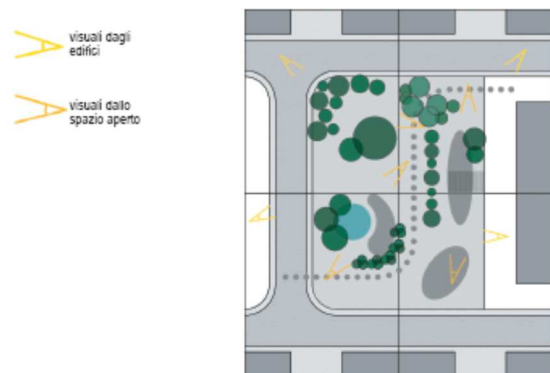 visuali dagli
edifici
visuali dallo
spazio aperto